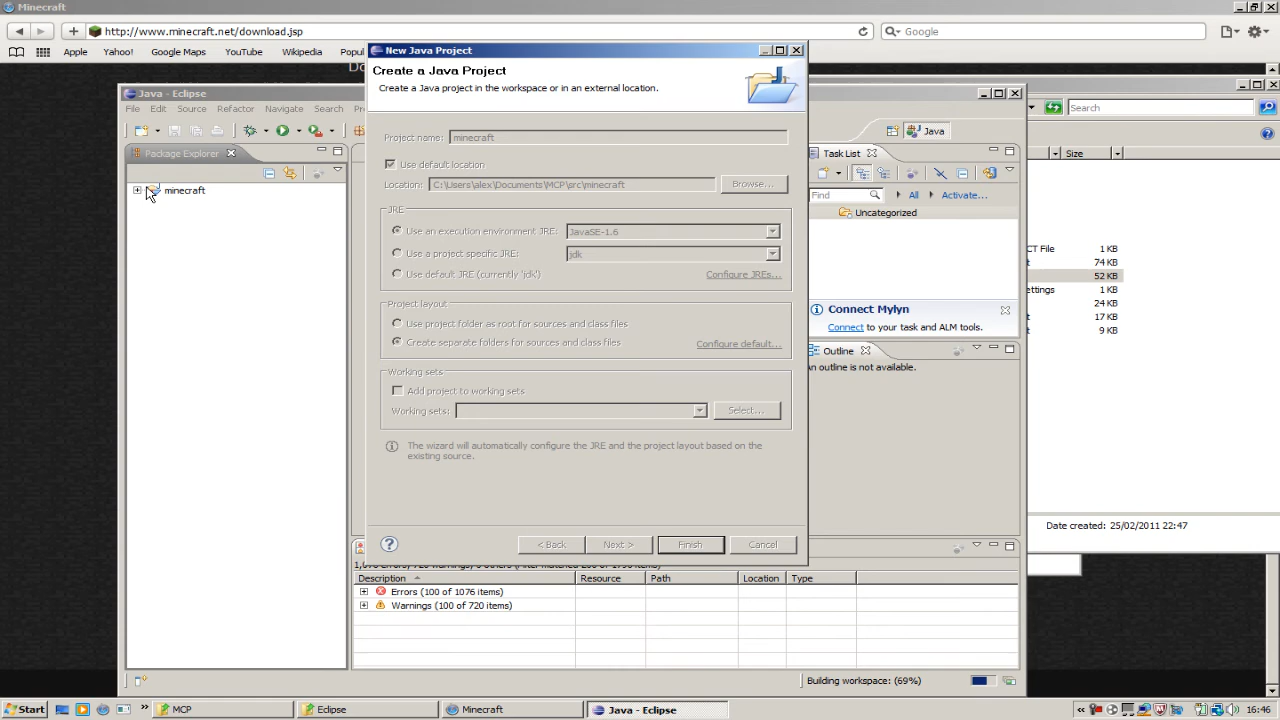 Minecraft
http://www.minecraft.net/download.jsp
Google
Apple Yahoo! Google Maps YouTube Wikipedia Popul
Do
New Java Project
Create a Java Project
Create a Java project in the workspace or in an external location.
Java - Eclipse
File Edit Source Refactor Navigate Search Pr
Search
Java
Package Explorer
minecraft
Project name: minecraft
Use default location
Location: C:\Users\alex\Documents\MCP\src\minecraft Browse...
JRE
Use an execution environment JRE: JavaSE-1.6
Use a project specific JRE: jdk
Use default JRE (currently 'jdk') Configure JREs...
Project layout
Use project folder as root for sources and class files
Create separate folders for sources and class files Configure default...
Working sets
Add project to working sets
Working sets: Select...
The wizard will automatically configure the JRE and the project layout based on the
existing source.
< Back Next > Finish Cancel
Task List
Find All Activate...
Uncategorized
Connect Mylyn
Connect to your task and ALM tools.
Outline
An outline is not available.
Size
CT File 1 KB
t 74 KB
52 KB
ettings 1 KB
24 KB
t 17 KB
t 9 KB
Date created: 25/02/2011 22:47
Description Resource Path Location Type
Errors (100 of 1076 items)
Warnings (100 of 720 items)
Building workspace: (69%)
Start MCP Eclipse Minecraft Java - Eclipse 16:46